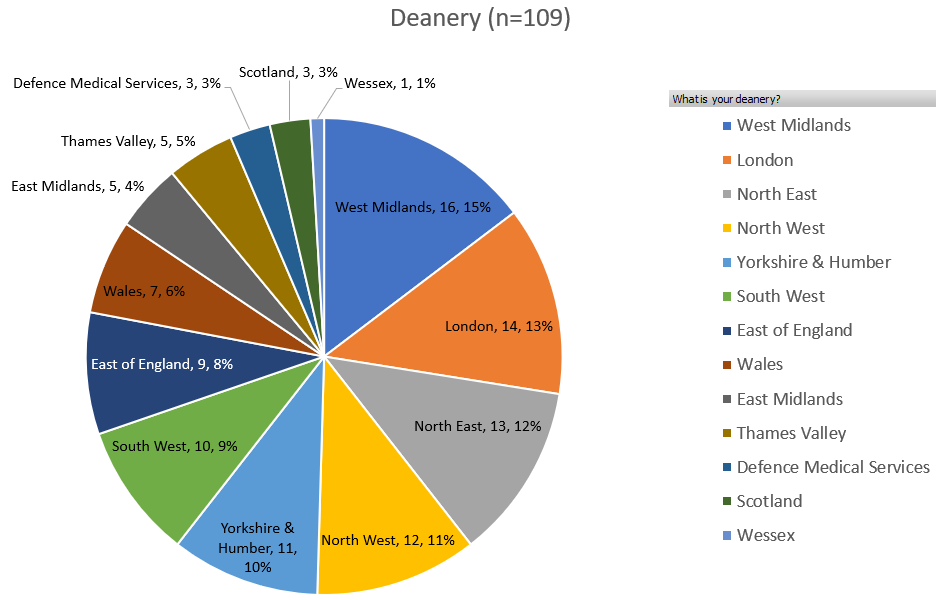 Deanery (n=109)
Scotland, 3, 3%
Defence Medical Services, 3, 3%
Wessex, 1, 1%
Thames Valley, 5, 5%
East Midlands, 5, 4%
West Midlands, 16, 15%
Wales, 7, 6%
London, 14, 13%
East of England, 9, 8%
North East, 13, 12%
South West, 10, 9%
Yorkshire &
Humber, 11,
10%
North West, 12, 11%
What is your deanery?
West Midlands
London
North East
North West
Yorkshire & Humber
South West
East of England
Wales
East Midlands
Thames Valley
Defence Medical Services
Scotland
Wessex